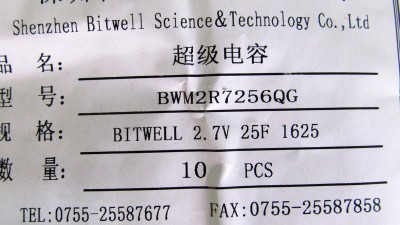 Shenzhen Bitwell Science&Technology Co.,Ltd
品名: 超级电容
型号: BWM2R7256QG
规格: BITWELL 2.7V 25F 1625
数量: 10 PCS
TEL:0755-25587677 FAX:0755-25587858